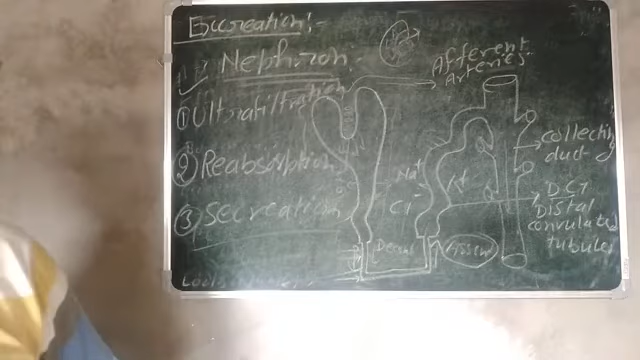 Excreation:-
Nephron:-
Afferent
Arteries
① Ultrafiltration
collecting
duct
② Reabsorption
Na+
K+
Cl-
DCT
Distal
convulated
tubules
③ Secreation